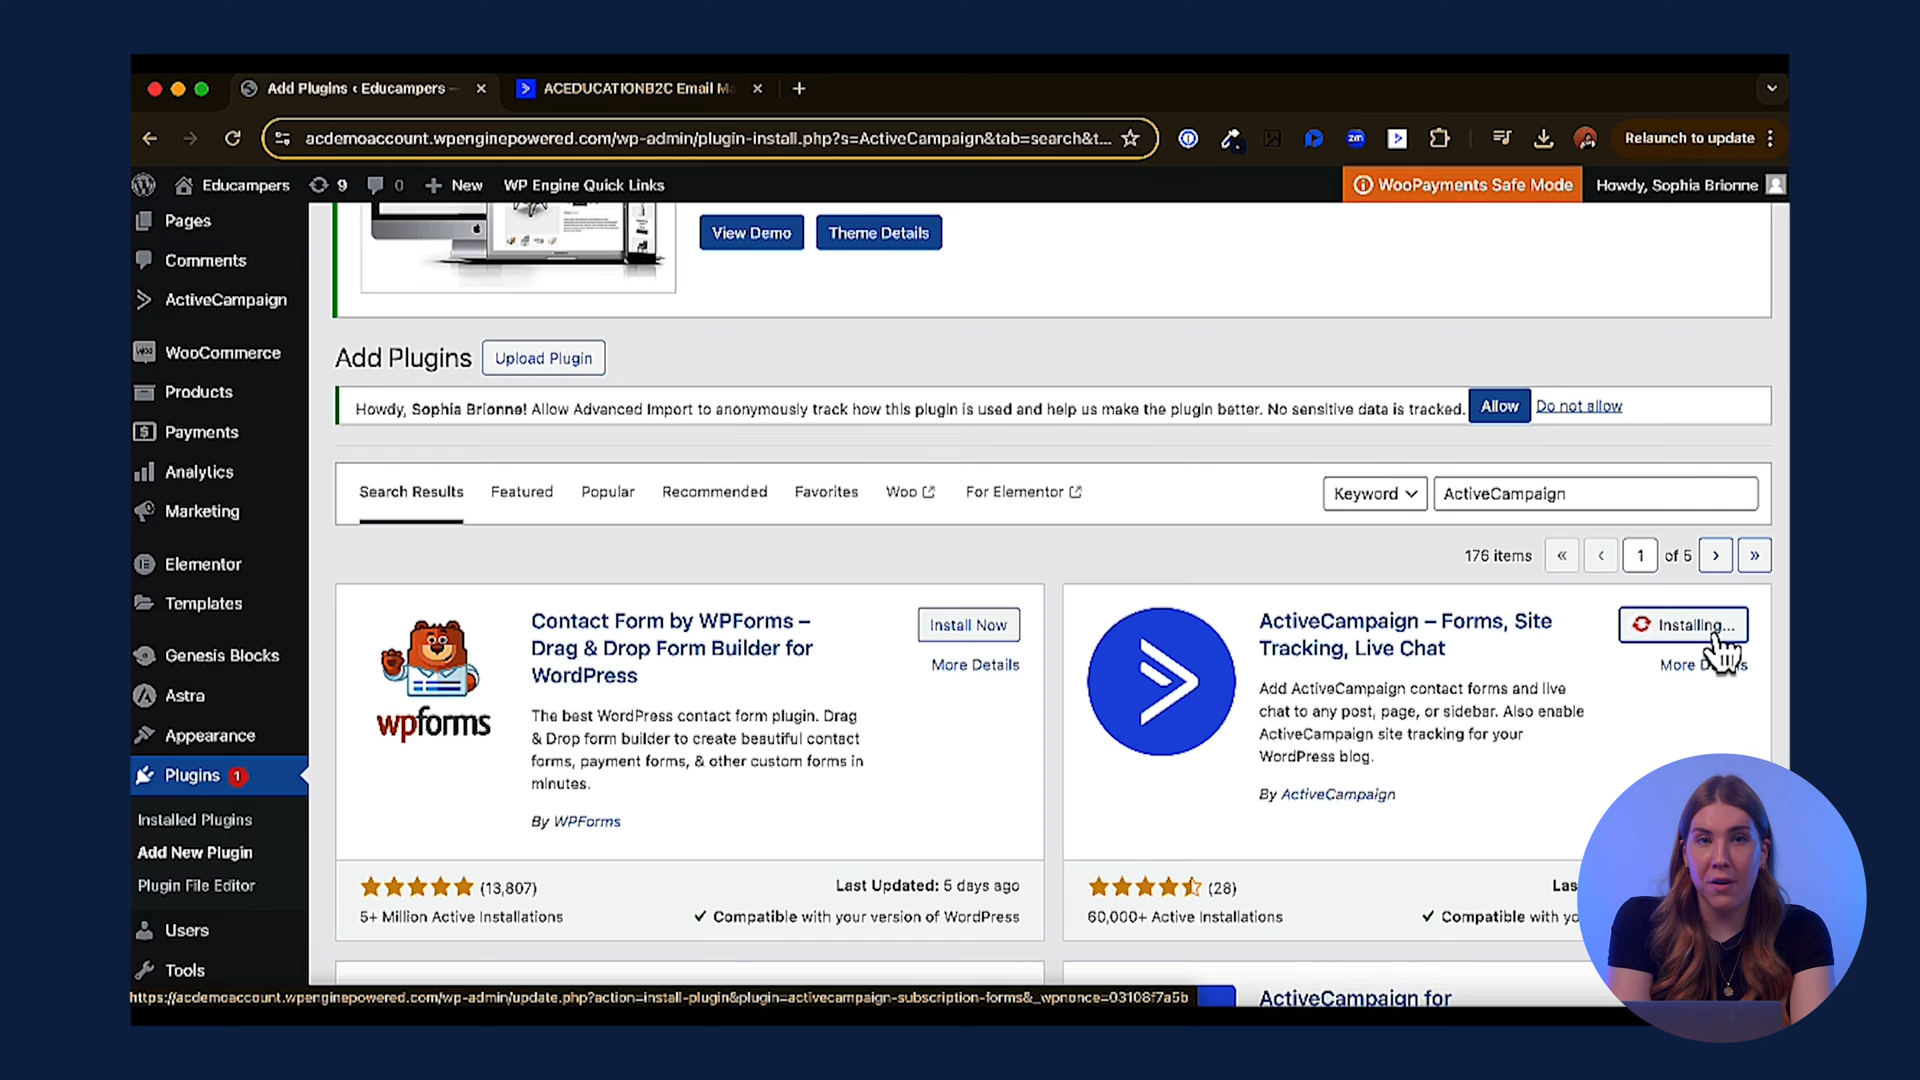 Add Plugins ‹ Educampers —
ACEDUCATIONB2C Email Ma
acdemoaccount.wpenginepowered.com/wp-admin/plugin-install.php?s=ActiveCampaign&tab=search&t...
zm
Relaunch to update
Educampers
9
0
New
WP Engine Quick Links
WooPayments Safe Mode
Howdy, Sophia Brionne
Pages
Comments
ActiveCampaign
WooCommerce
Products
Payments
Analytics
Marketing
Elementor
Templates
Genesis Blocks
Astra
Appearance
Plugins 1
Installed Plugins
Add New Plugin
Plugin File Editor
Users
Tools
View Demo
Theme Details
Add Plugins
Upload Plugin
Howdy, Sophia Brionne! Allow Advanced Import to anonymously track how this plugin is used and help us make the plugin better. No sensitive data is tracked.
Allow
Do not allow
Search Results
Featured
Popular
Recommended
Favorites
Woo
For Elementor
Keyword
ActiveCampaign
176 items
«
‹
1
of 5
›
»
wpforms
Contact Form by WPForms –
Drag & Drop Form Builder for
WordPress
Install Now
More Details
The best WordPress contact form plugin. Drag
& Drop form builder to create beautiful contact
forms, payment forms, & other custom forms in
minutes.
By WPForms
(13,807)
5+ Million Active Installations
Last Updated: 5 days ago
Compatible with your version of WordPress
ActiveCampaign – Forms, Site
Tracking, Live Chat
Installing...
More
Add ActiveCampaign contact forms and live
chat to any post, page, or sidebar. Also enable
ActiveCampaign site tracking for your
WordPress blog.
By ActiveCampaign
(28)
60,000+ Active Installations
Las
Compatible with yo
ActiveCampaign for
https://acdemoaccount.wpenginepowered.com/wp-admin/update.php?action=install-plugin&plugin=activecampaign-subscription-forms&_wpnonce=03108f7a5b